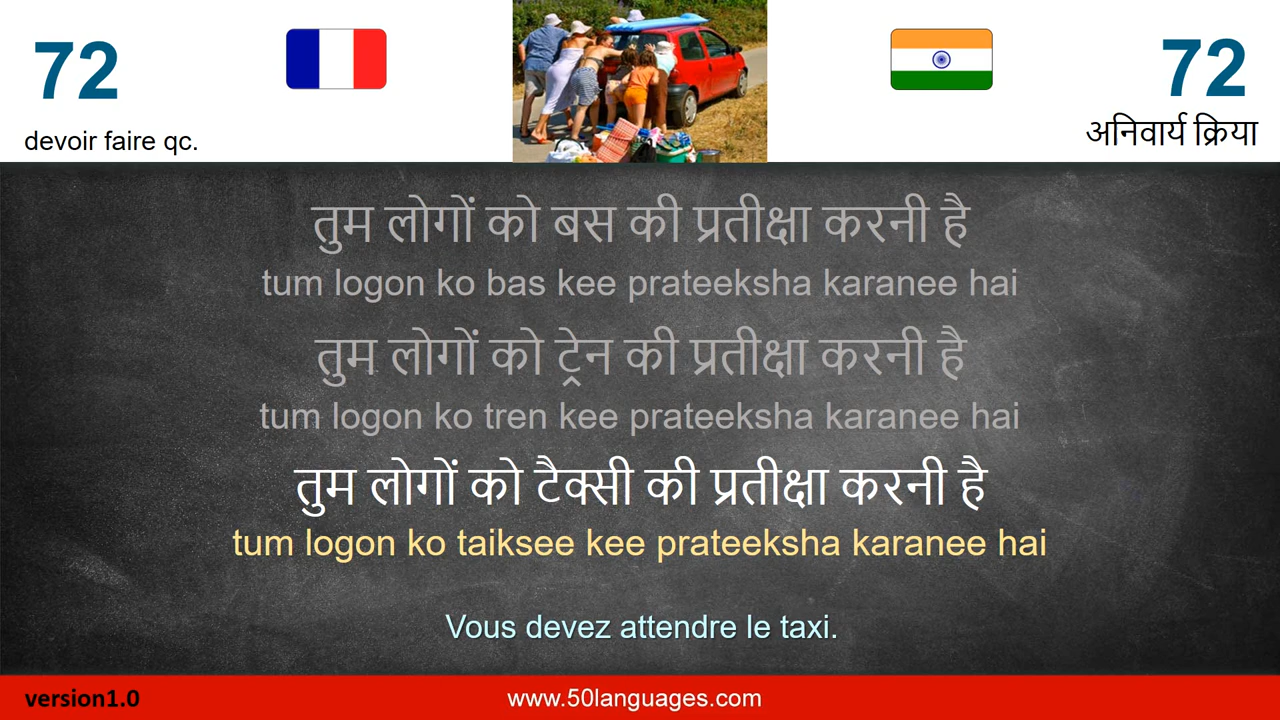 72
72
devoir faire qc.
अनिवार्य क्रिया
तुम लोगों को बस की प्रतीक्षा करनी है
tum logon ko bas kee prateeksha karanee hai
तुम लोगों को ट्रेन की प्रतीक्षा करनी है
tum logon ko tren kee prateeksha karanee hai
तुम लोगों को टैक्सी की प्रतीक्षा करनी है
tum logon ko taiksee kee prateeksha karanee hai
Vous devez attendre le taxi.
version1.0
www.50languages.com